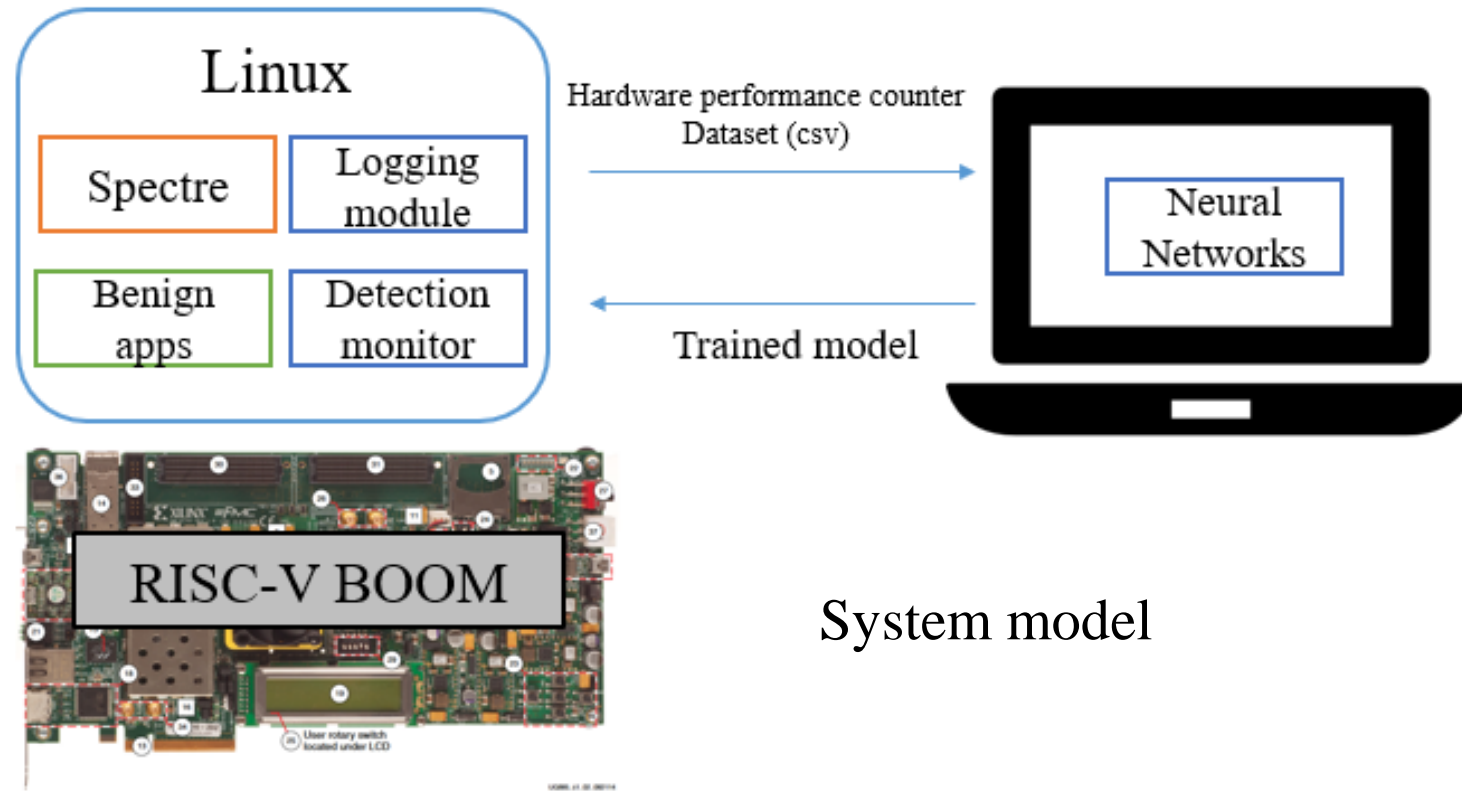 Linux
Spectre
Logging
module
Benign
apps
Detection
monitor
Hardware performance counter
Dataset (csv)
Trained model
Neural
Networks
XILINX
RISC-V BOOM
User rotary switch
located under LCD
System model